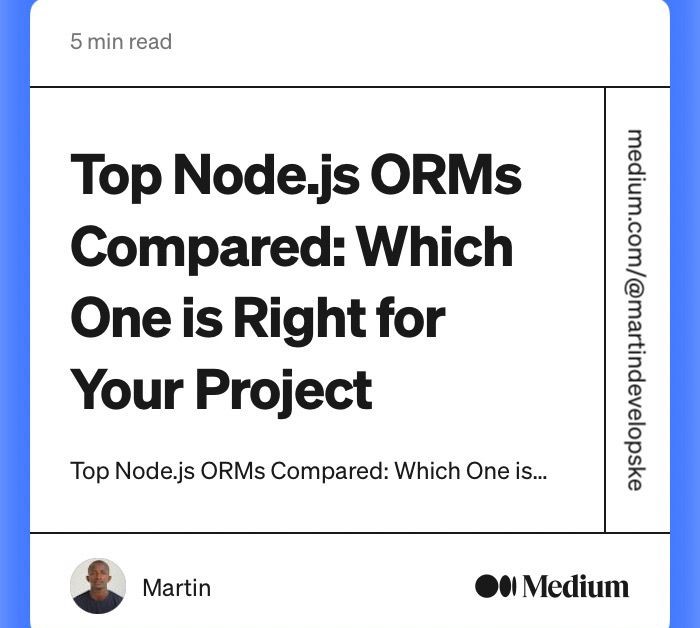 5 min read
Top Node.js ORMs
Compared: Which
One is Right for
Your Project
Top Node.js ORMs Compared: Which One is...
medium.com/@martindevelopske
Martin
Medium